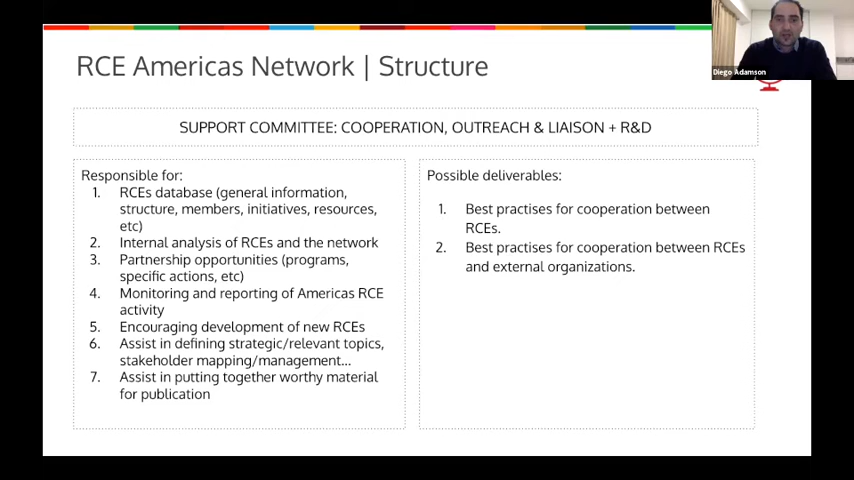 RCE Americas Network | Structure
Diego Adamson
SUPPORT COMMITTEE: COOPERATION, OUTREACH & LIAISON + R&D
Responsible for:
1. RCEs database (general information,
structure, members, initiatives, resources,
etc)
2. Internal analysis of RCEs and the network
3. Partnership opportunities (programs,
specific actions, etc)
4. Monitoring and reporting of Americas RCE
activity
5. Encouraging development of new RCEs
6. Assist in defining strategic/relevant topics,
stakeholder mapping/management...
7. Assist in putting together worthy material
for publication
Possible deliverables:
1. Best practises for cooperation between
RCEs.
2. Best practises for cooperation between RCEs
and external organizations.